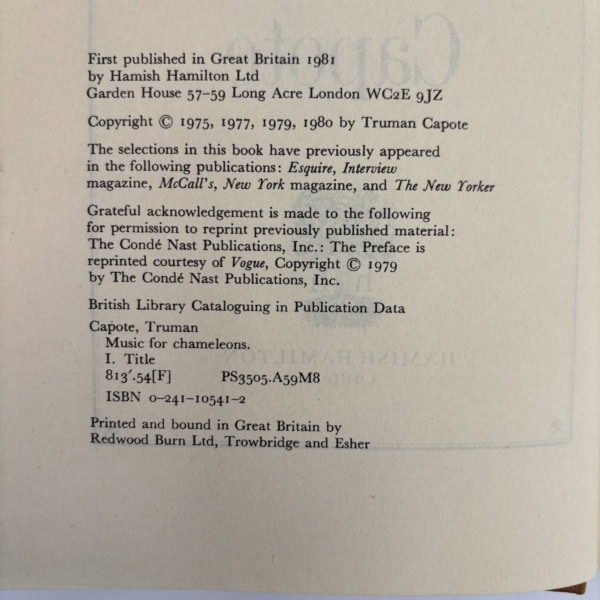 First published in Great Britain 1981
by Hamish Hamilton Ltd
Garden House 57–59 Long Acre London WC2E 9JZ
Copyright © 1975, 1977, 1979, 1980 by Truman Capote
The selections in this book have previously appeared
in the following publications: Esquire, Interview
magazine, McCall's, New York magazine, and The New Yorker
Grateful acknowledgement is made to the following
for permission to reprint previously published material:
The Condé Nast Publications, Inc.: The Preface is
reprinted courtesy of Vogue, Copyright © 1979
by The Condé Nast Publications, Inc.
British Library Cataloguing in Publication Data
Capote, Truman
Music for chameleons.
I. Title
813'.54[F] PS3505.A59M8
ISBN 0-241-10541-2
Printed and bound in Great Britain by
Redwood Burn Ltd, Trowbridge and Esher